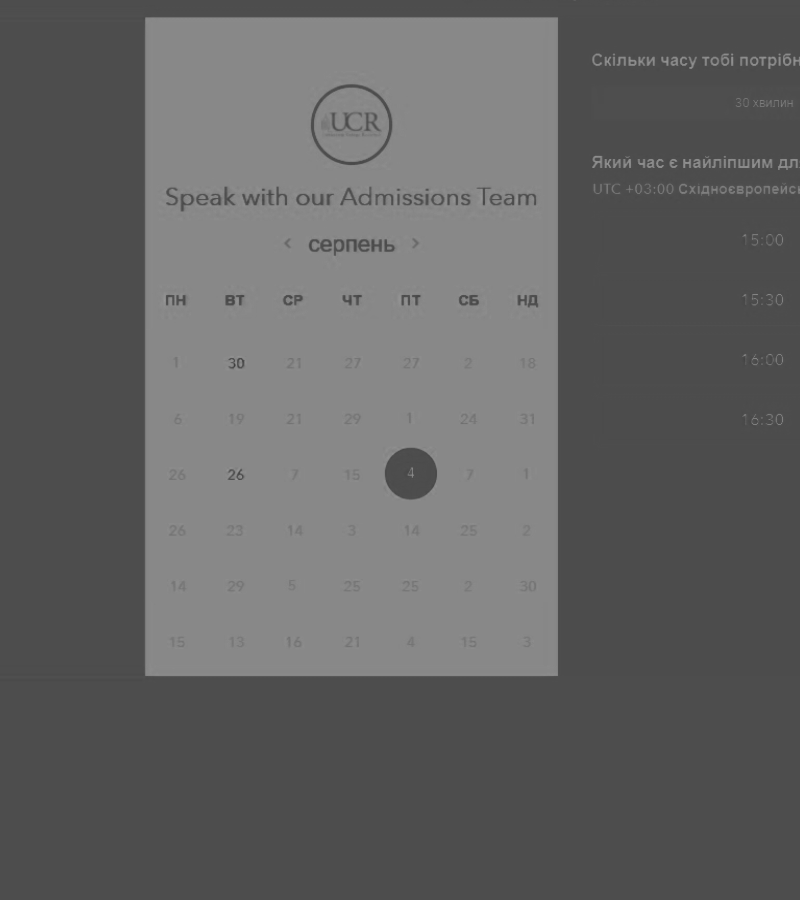 UCR
Speak with our Admissions Team
серпень
ПН ВТ СР ЧТ ПТ СБ НД
1 30 21 27 27 2 18
6 19 21 29 1 24 31
26 26 7 15 4 7 1
26 23 14 3 14 25 2
14 29 5 25 25 2 30
15 13 16 21 4 15 3
Скільки часу тобі потрібн
30 хвилин
Який час є найліпшим дл
UTC +03:00 Східноєвропейс
15:00
15:30
16:00
16:30